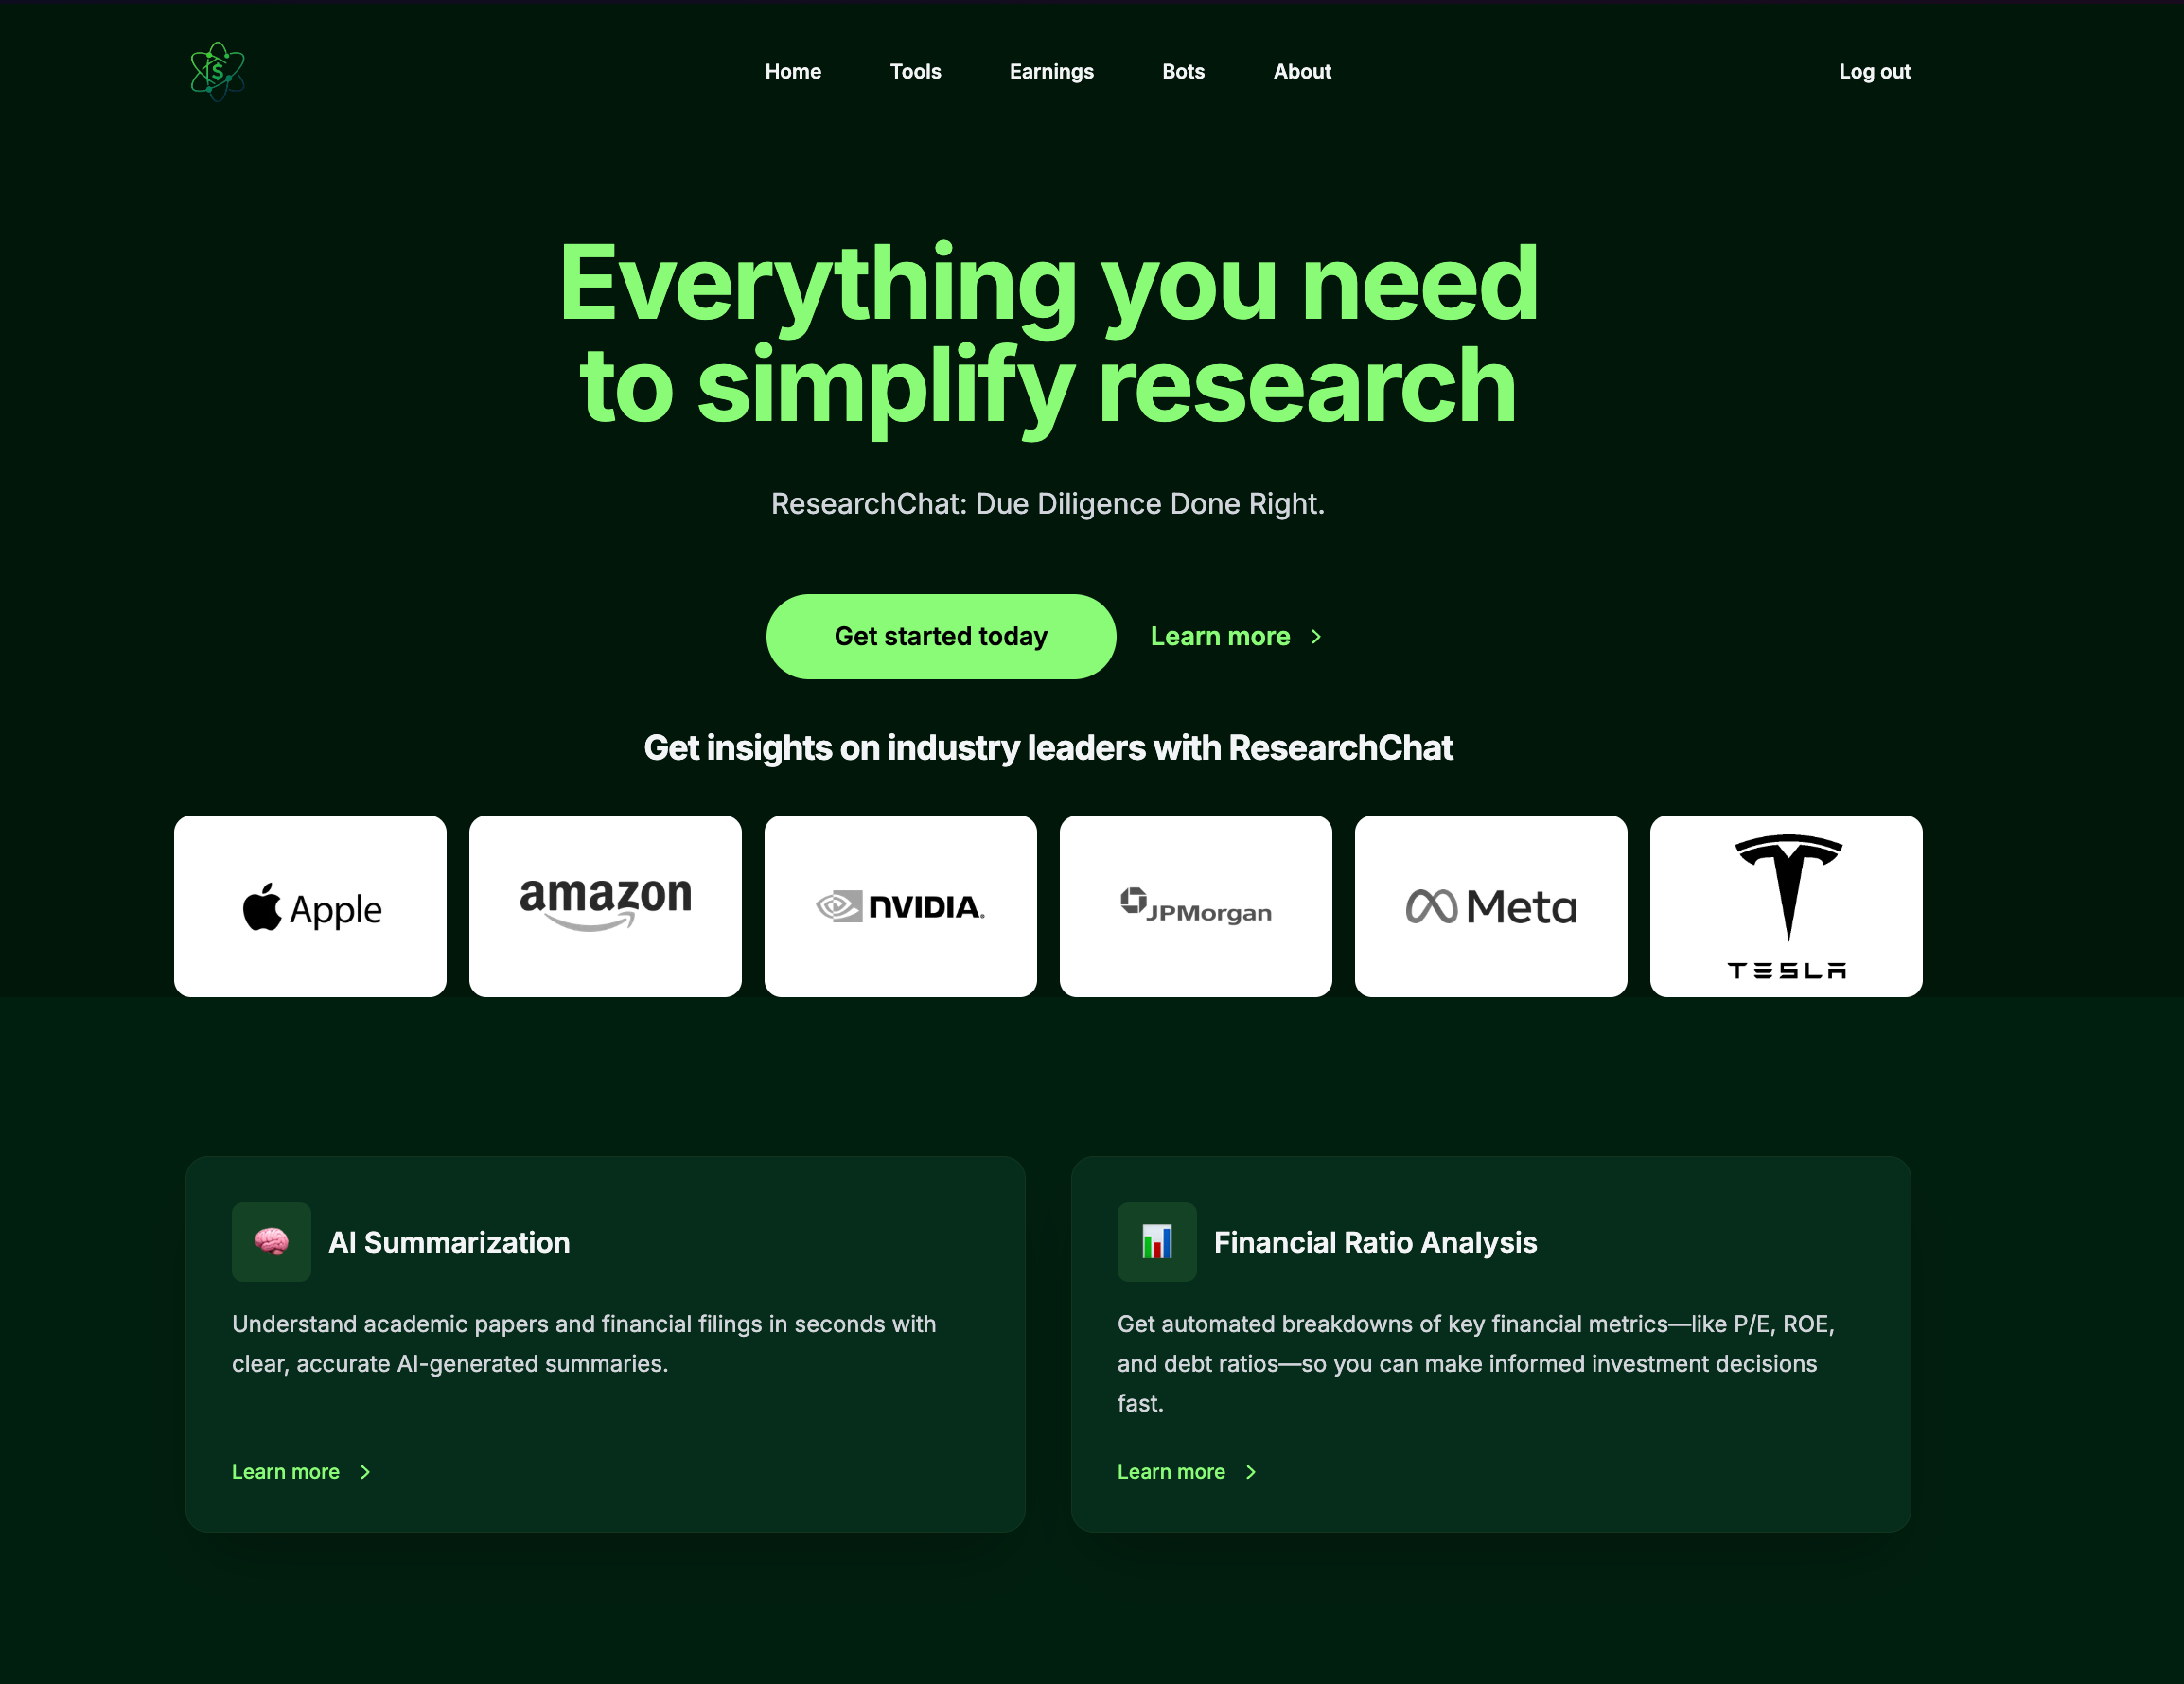 $
Home
Tools
Earnings
Bots
About
Log out
Everything you need
to simplify research
ResearchChat: Due Diligence Done Right.
Get started today
Learn more
Get insights on industry leaders with ResearchChat
Apple
amazon
NVIDIA.
JPMorgan
Meta
TESLA
AI Summarization
Understand academic papers and financial filings in seconds with
clear, accurate AI-generated summaries.
Learn more
Financial Ratio Analysis
Get automated breakdowns of key financial metrics—like P/E, ROE,
and debt ratios—so you can make informed investment decisions
fast.
Learn more